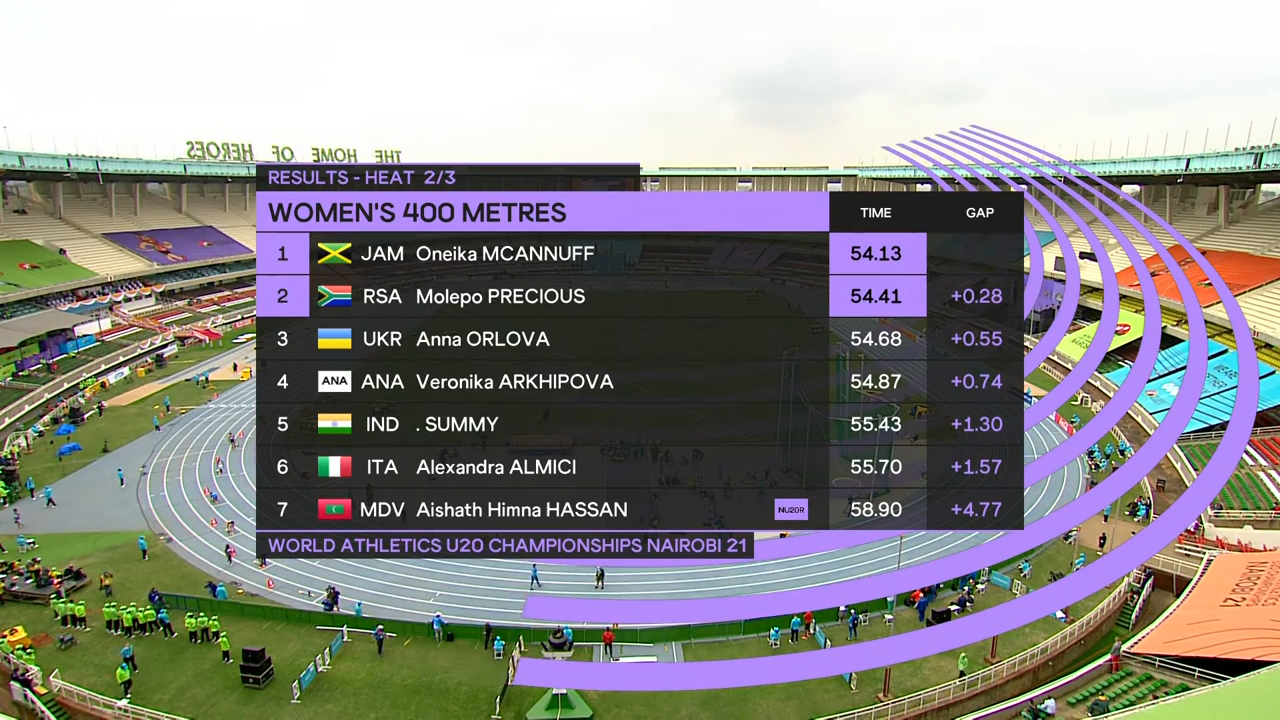 THE HOME OF HEROES
RESULTS - HEAT 2/3
WOMEN'S 400 METRES TIME GAP
1 JAM Oneika MCANNUFF 54.13
2 RSA Molepo PRECIOUS 54.41 +0.28
3 UKR Anna ORLOVA 54.68 +0.55
4 ANA ANA Veronika ARKHIPOVA 54.87 +0.74
5 IND . SUMMY 55.43 +1.30
6 ITA Alexandra ALMICI 55.70 +1.57
7 MDV Aishath Himna HASSAN NU20R 58.90 +4.77
WORLD ATHLETICS U20 CHAMPIONSHIPS NAIROBI 21